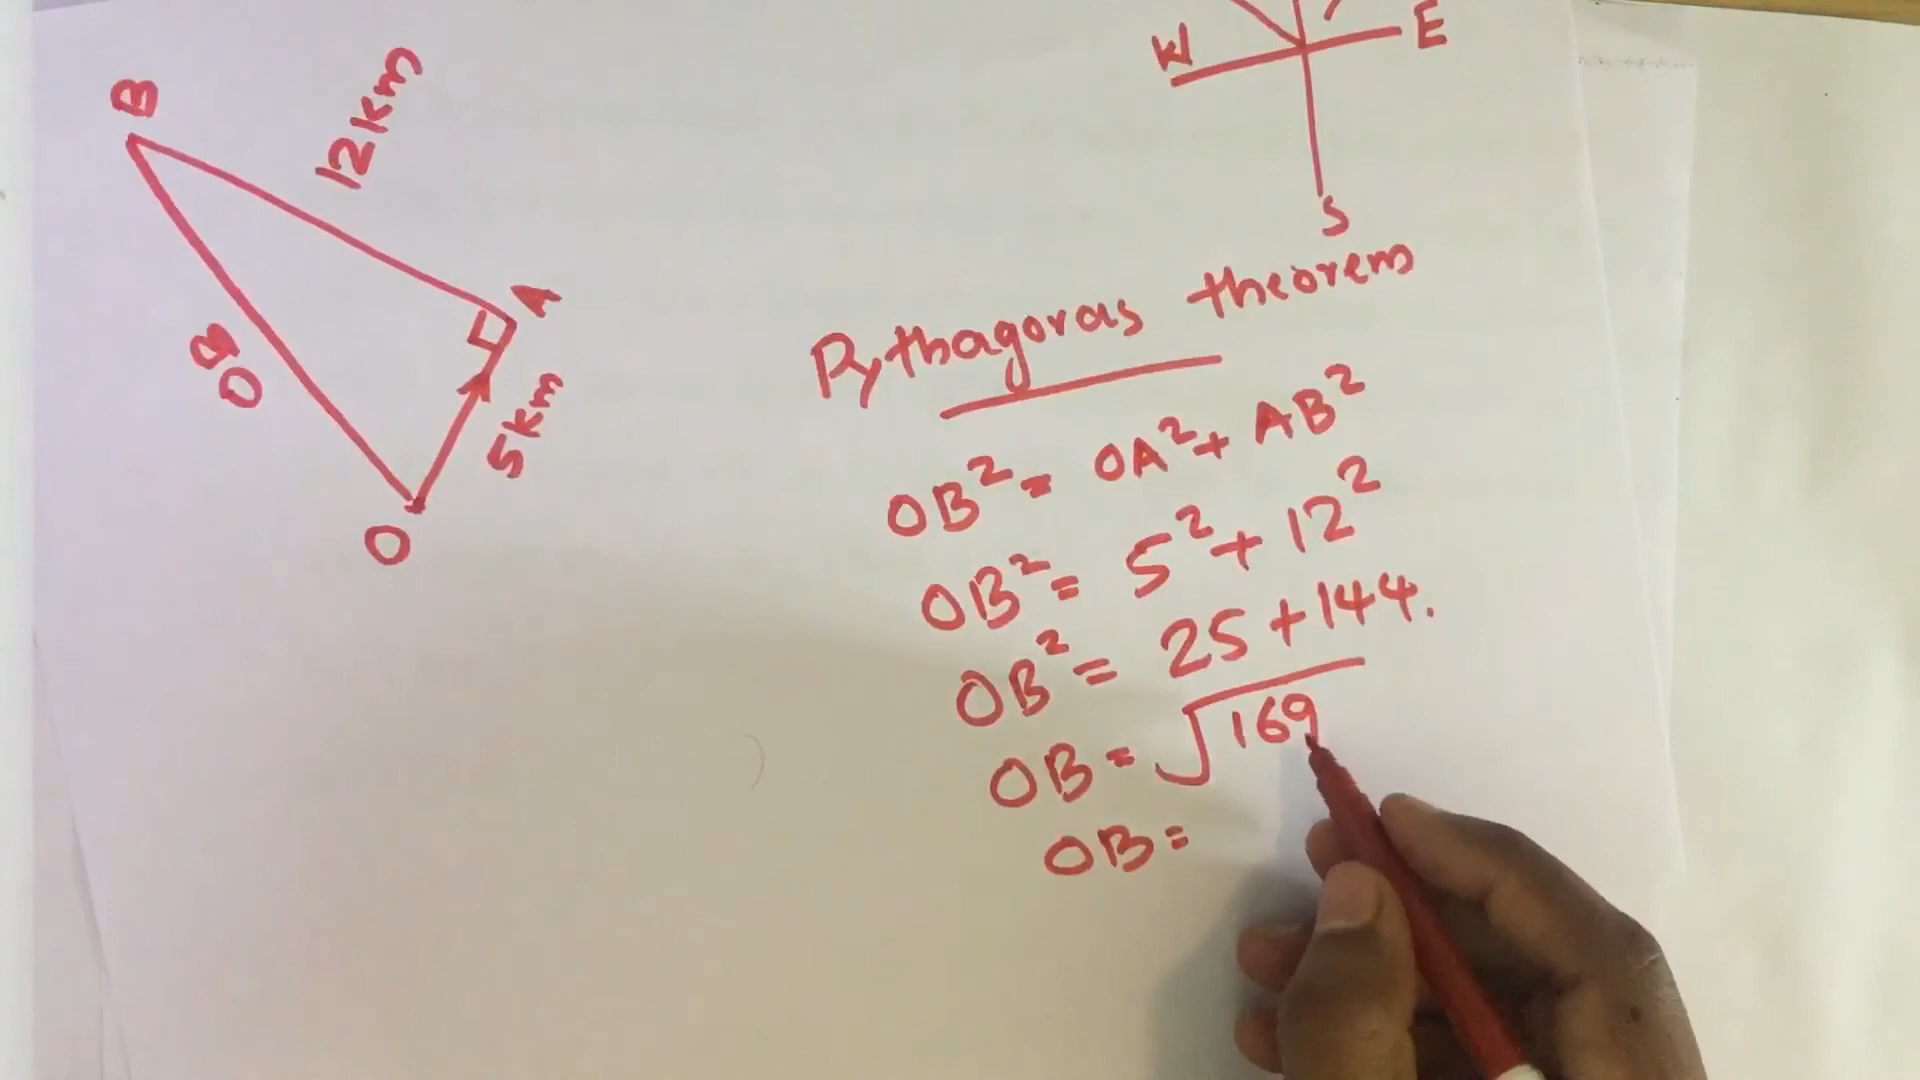 B
12km
A
OB
5km
O
W
E
S
Pythagoras theorem
OB² = OA² + AB²
OB² = 5² + 12²
OB² = 25 + 144.
OB = √169
OB =